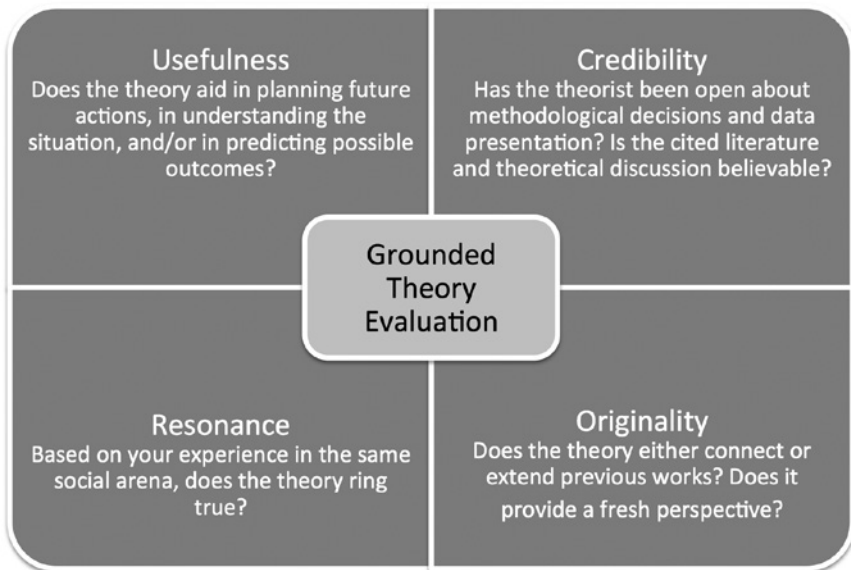 Usefulness
Does the theory aid in planning future
actions, in understanding the
situation, and/or in predicting possible
outcomes?
Credibility
Has the theorist been open about
methodological decisions and data
presentation? Is the cited literature
and theoretical discussion believable?
Grounded
Theory
Evaluation
Resonance
Based on your experience in the same
social arena, does the theory ring
true?
Originality
Does the theory either connect or
extend previous works? Does it
provide a fresh perspective?